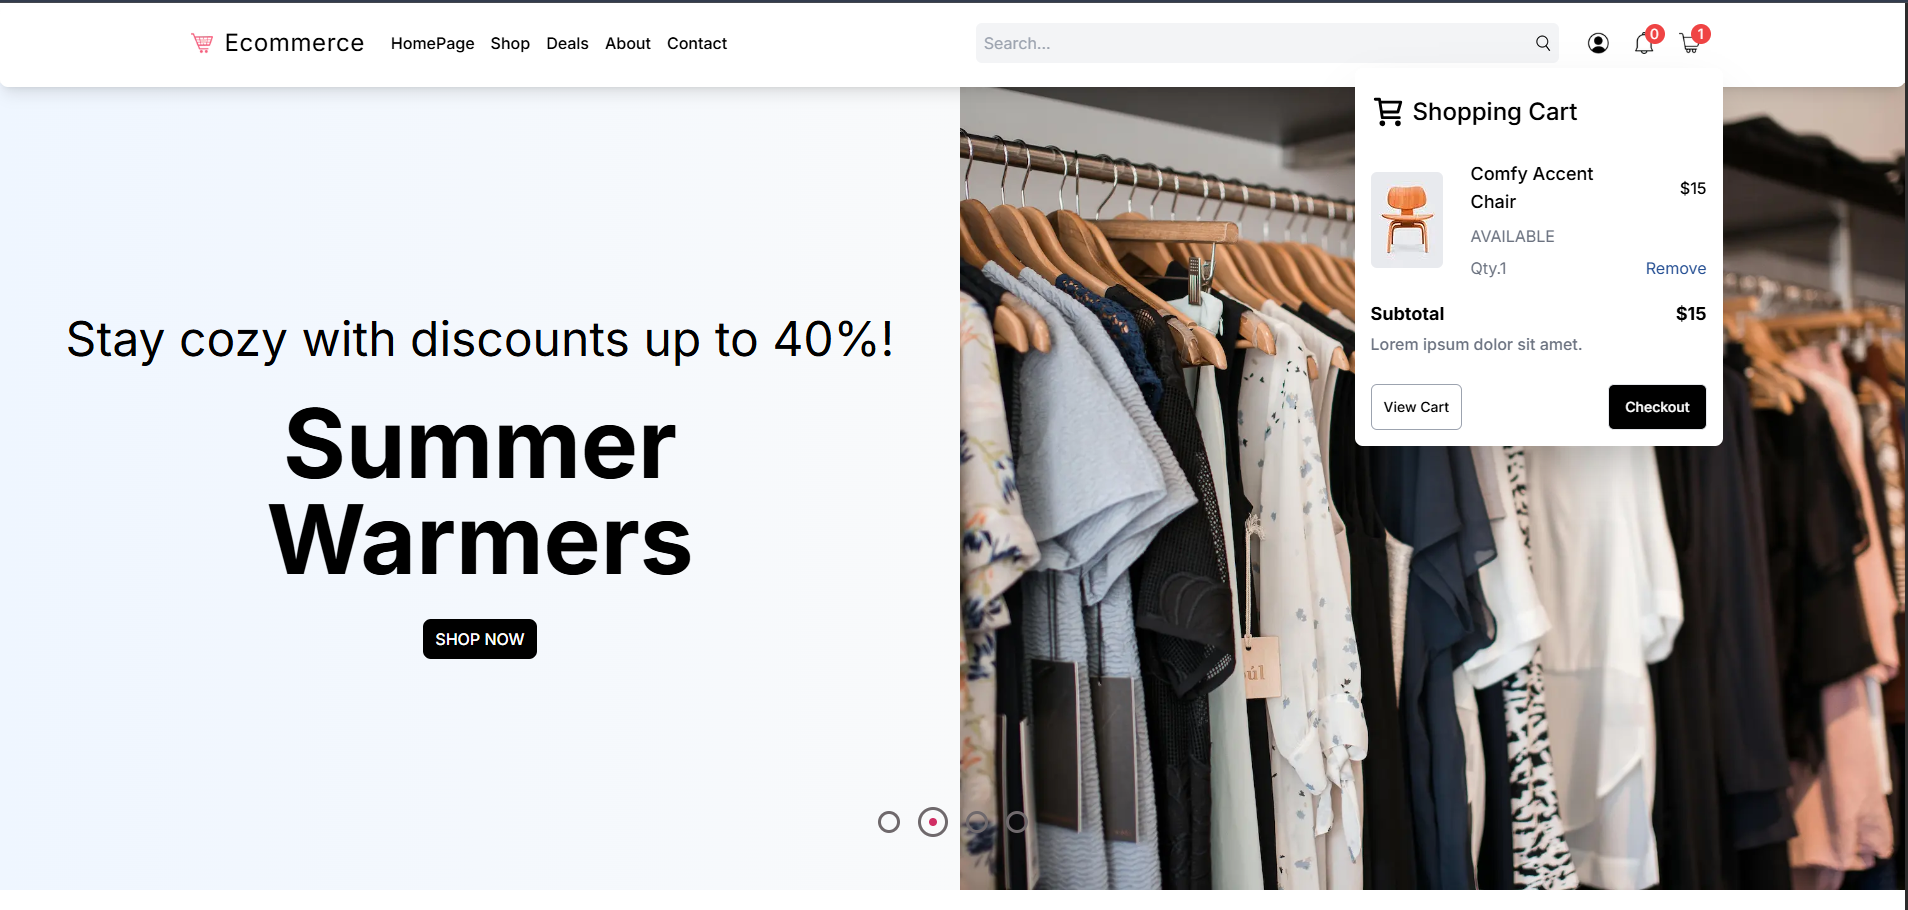 Ecommerce HomePage Shop Deals About Contact Search... 0 1
Shopping Cart
Comfy Accent
Chair
$15
AVAILABLE
Qty.1 Remove
Subtotal $15
Lorem ipsum dolor sit amet.
View Cart Checkout
Stay cozy with discounts up to 40%!
Summer
Warmers
SHOP NOW